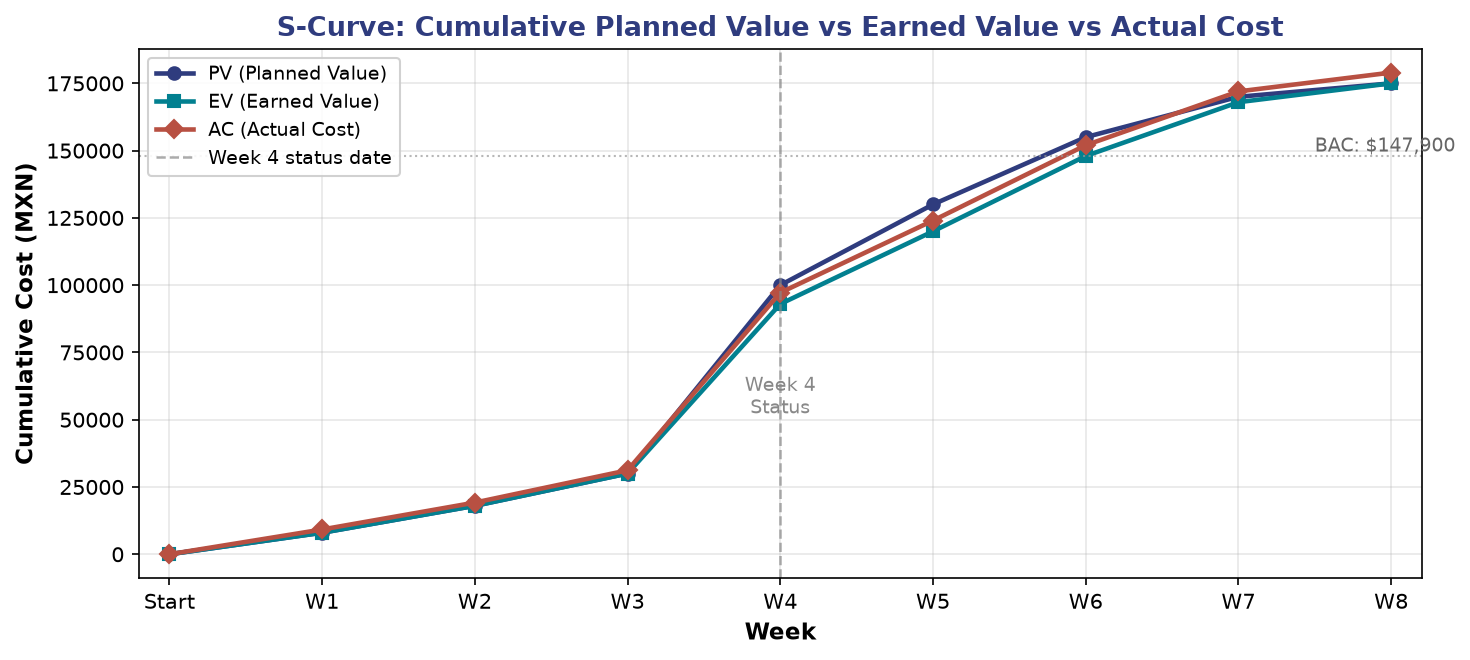 S-Curve: Cumulative Planned Value vs Earned Value vs Actual Cost
PV (Planned Value)
EV (Earned Value)
AC (Actual Cost)
Week 4 status date
Cumulative Cost (MXN)
175000
150000
125000
100000
75000
50000
25000
0
BAC: $147,900
Week 4
Status
Start W1 W2 W3 W4 W5 W6 W7 W8
Week